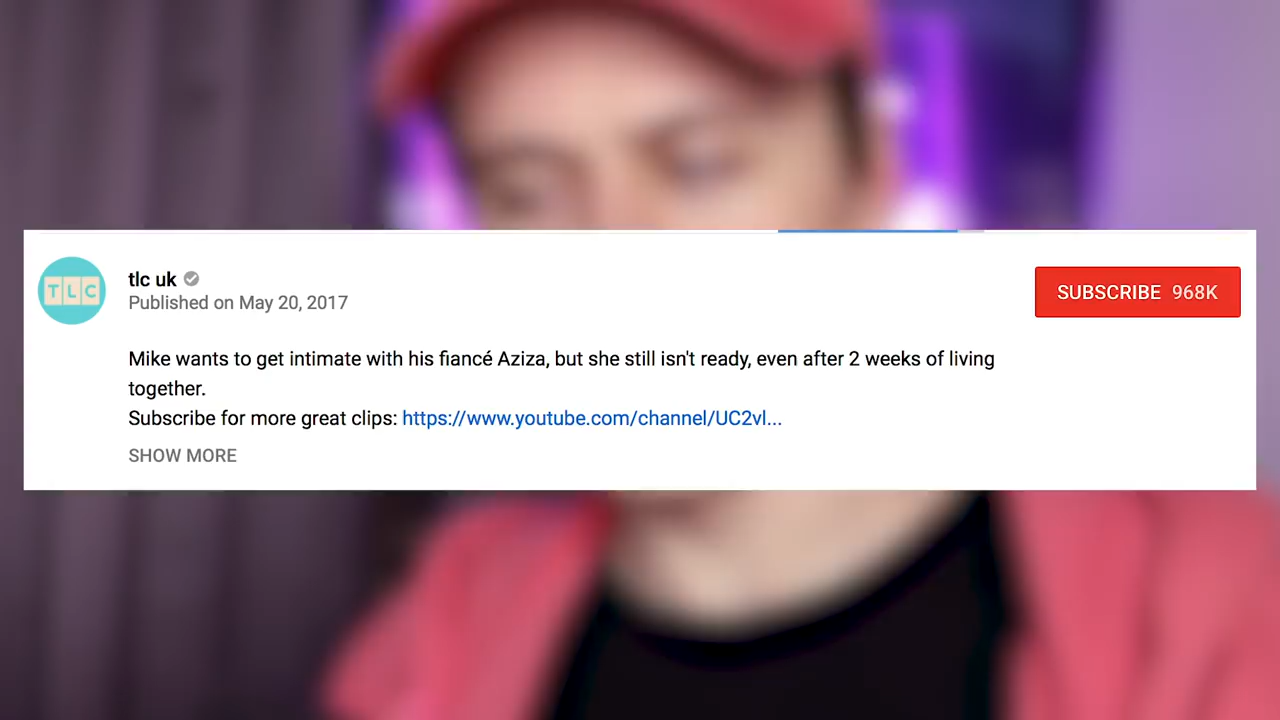 TLC
tlc uk
Published on May 20, 2017
SUBSCRIBE 968K
Mike wants to get intimate with his fiancé Aziza, but she still isn't ready, even after 2 weeks of living
together.
Subscribe for more great clips: https://www.youtube.com/channel/UC2vl...
SHOW MORE